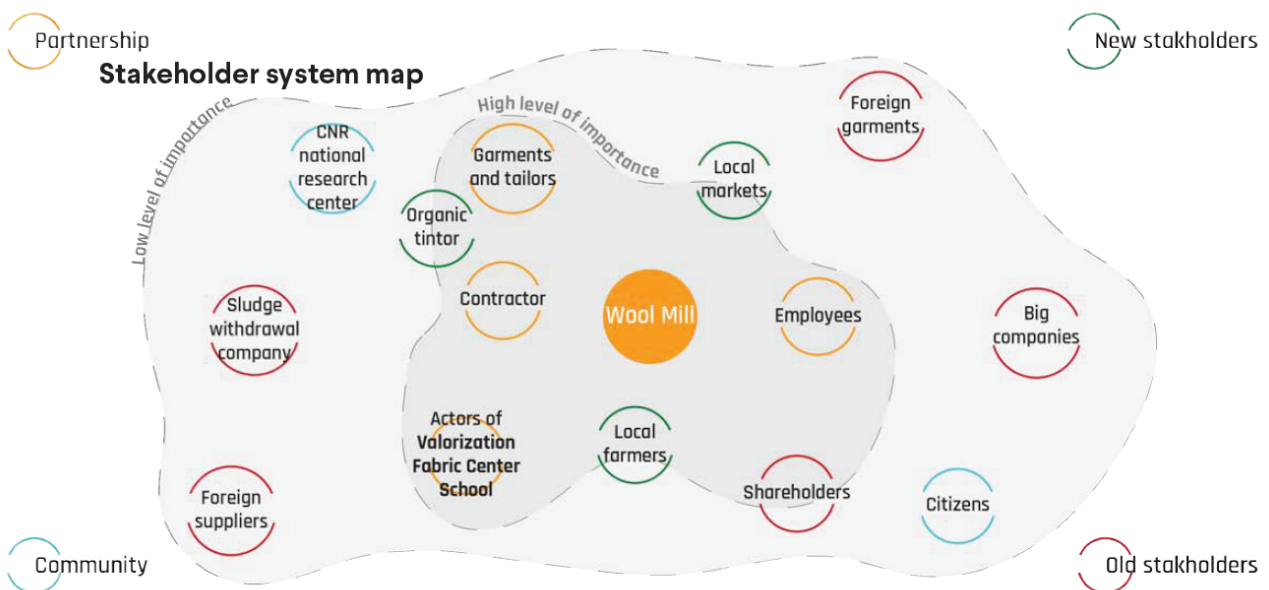 Partnership
New stakholders
Stakeholder system map
Low level of importance
High level of importance
Foreign
garments
CNR
national
research
center
Garments
and tailors
Local
markets
Organic
tintor
Contractor
Wool Mill
Employees
Big
companies
Sludge
withdrawal
company
Actors of
Valorization
Fabric Center
School
Local
farmers
Shareholders
Citizens
Foreign
suppliers
Community
Old stakholders